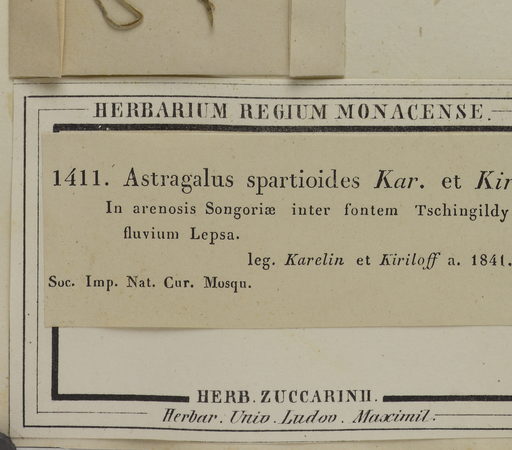 HERBARIUM REGIUM MONACENSE.
1411. Astragalus spartioides Kar. et Kir
In arenosis Songoriæ inter fontem Tschingildy
fluvium Lepsa.
leg. Karelin et Kiriloff a. 1841.
Soc. Imp. Nat. Cur. Mosqu.
HERB. ZUCCARINII.
Herbar. Univ. Ludov. Maximil.